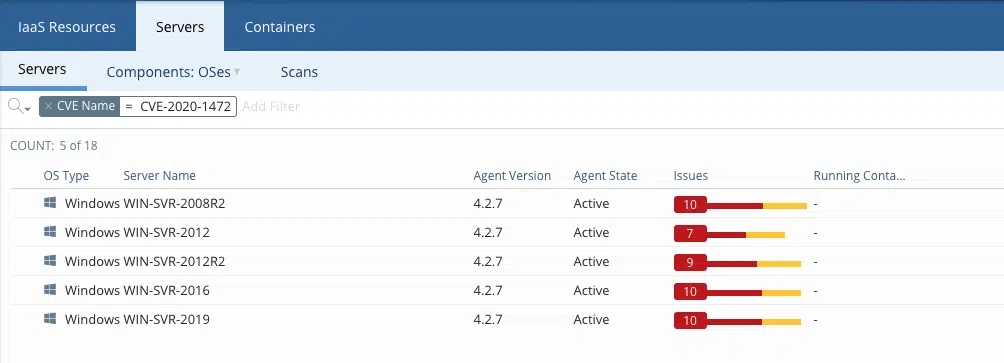 IaaS Resources Servers Containers
Servers Components: OSes Scans
× CVE Name = CVE-2020-1472 Add Filter
COUNT: 5 of 18
OS Type Server Name Agent Version Agent State Issues Running Conta...
Windows WIN-SVR-2008R2 4.2.7 Active 10 -
Windows WIN-SVR-2012 4.2.7 Active 7 -
Windows WIN-SVR-2012R2 4.2.7 Active 9 -
Windows WIN-SVR-2016 4.2.7 Active 10 -
Windows WIN-SVR-2019 4.2.7 Active 10 -